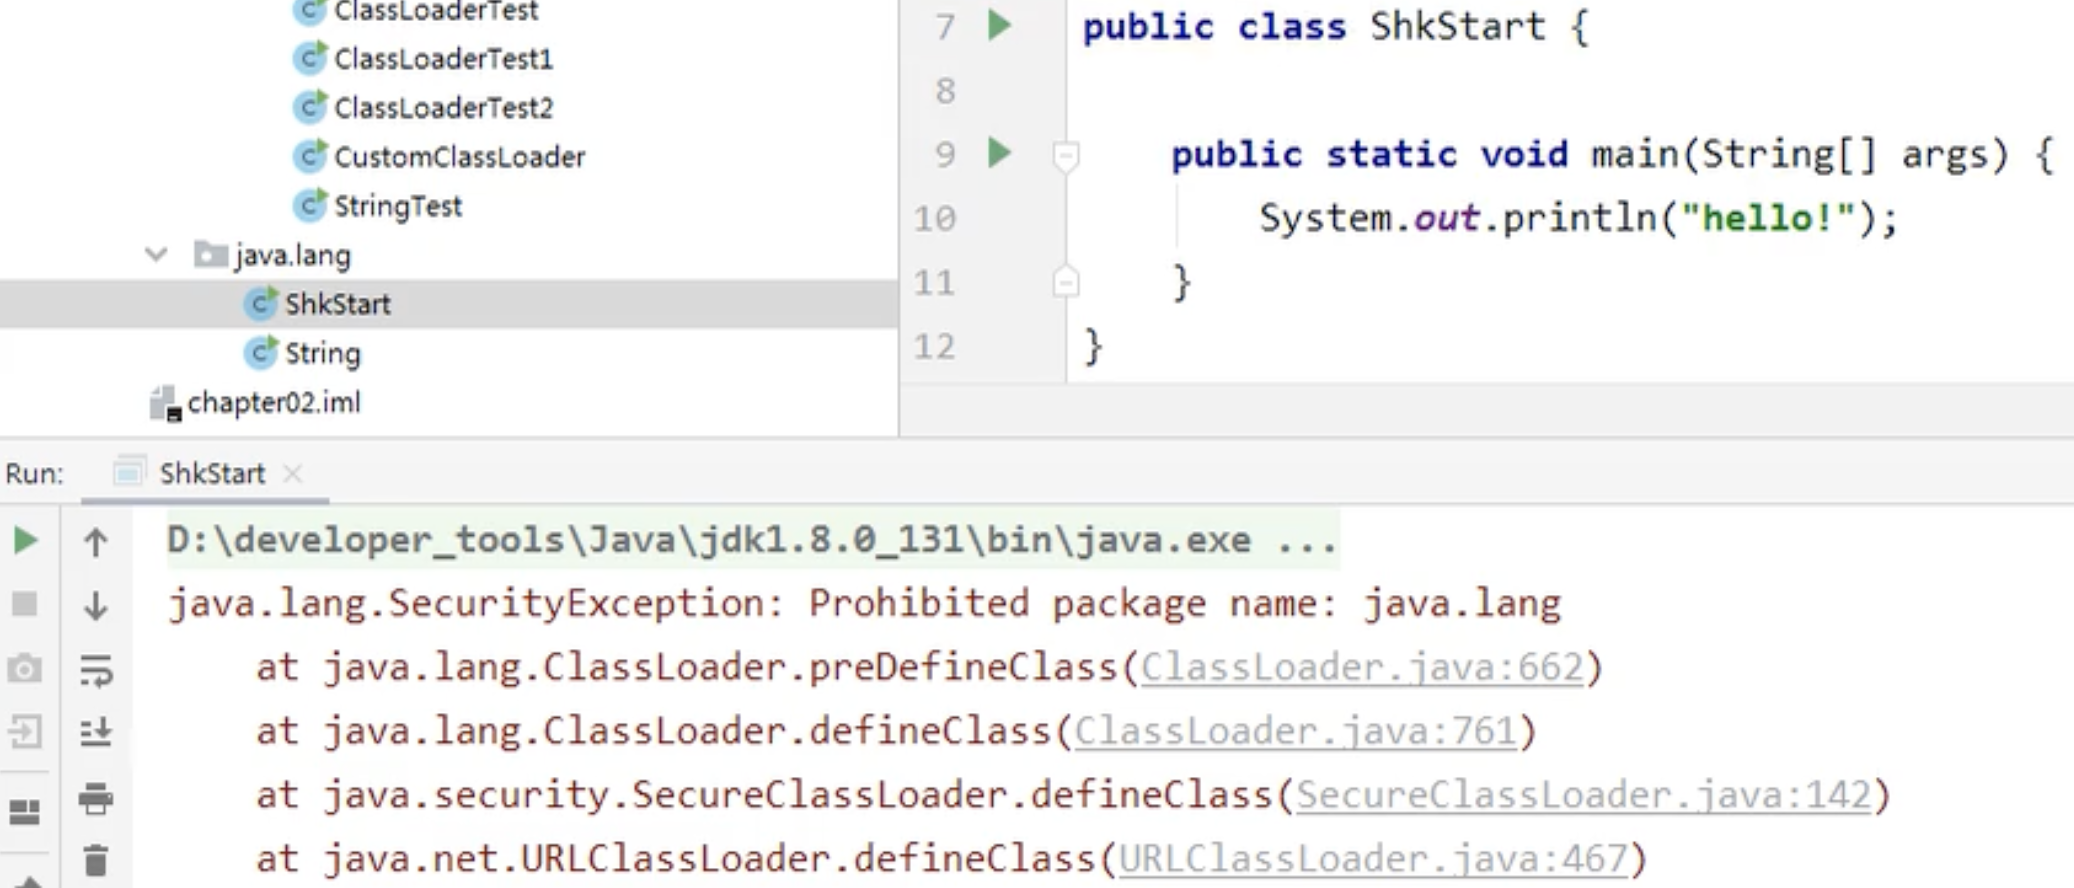 ClassLoaderTest
ClassLoaderTest1
ClassLoaderTest2
CustomClassLoader
StringTest
java.lang
ShkStart
String
chapter02.iml
7 public class ShkStart {
8
9 public static void main(String[] args) {
10 System.out.println("hello!");
11 }
12 }
Run: ShkStart
D:\developer_tools\Java\jdk1.8.0_131\bin\java.exe ...
java.lang.SecurityException: Prohibited package name: java.lang
at java.lang.ClassLoader.preDefineClass(ClassLoader.java:662)
at java.lang.ClassLoader.defineClass(ClassLoader.java:761)
at java.security.SecureClassLoader.defineClass(SecureClassLoader.java:142)
at java.net.URLClassLoader.defineClass(URLClassLoader.java:467)